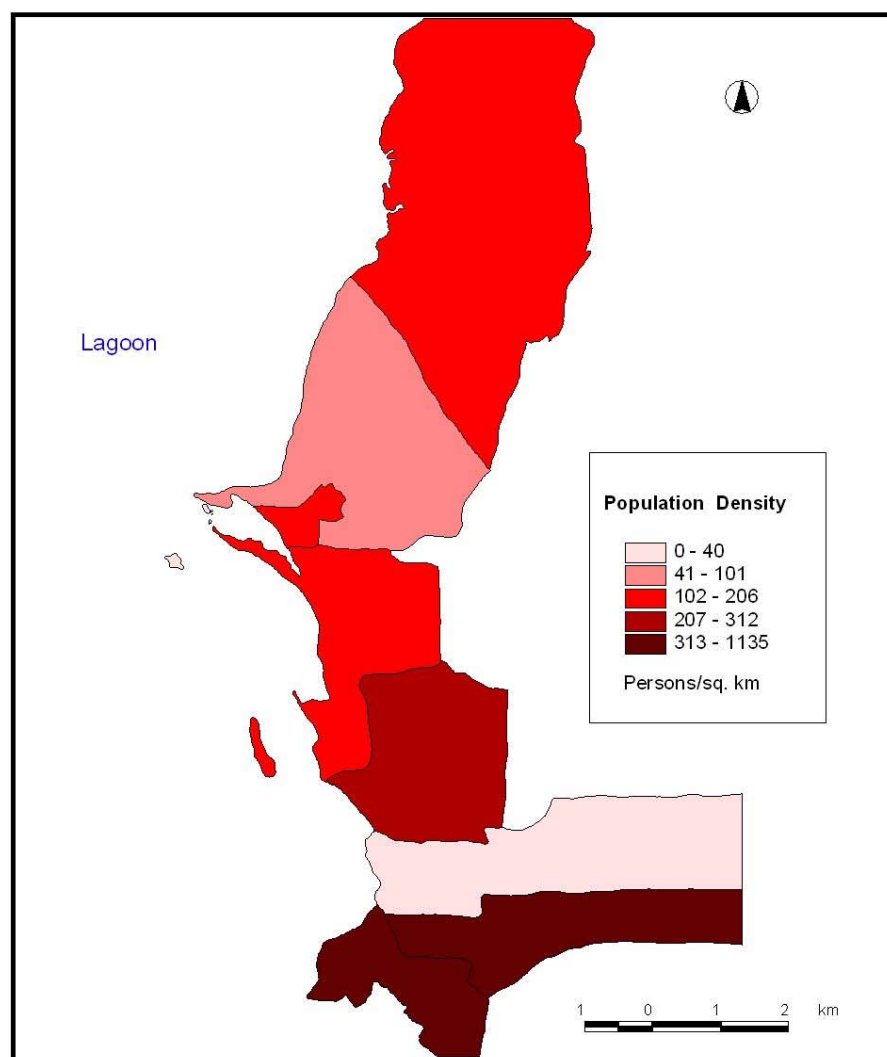 Lagoon
Population Density
0 - 40
41 - 101
102 - 206
207 - 312
313 - 1135
Persons/sq. km
1 0 1 2 km